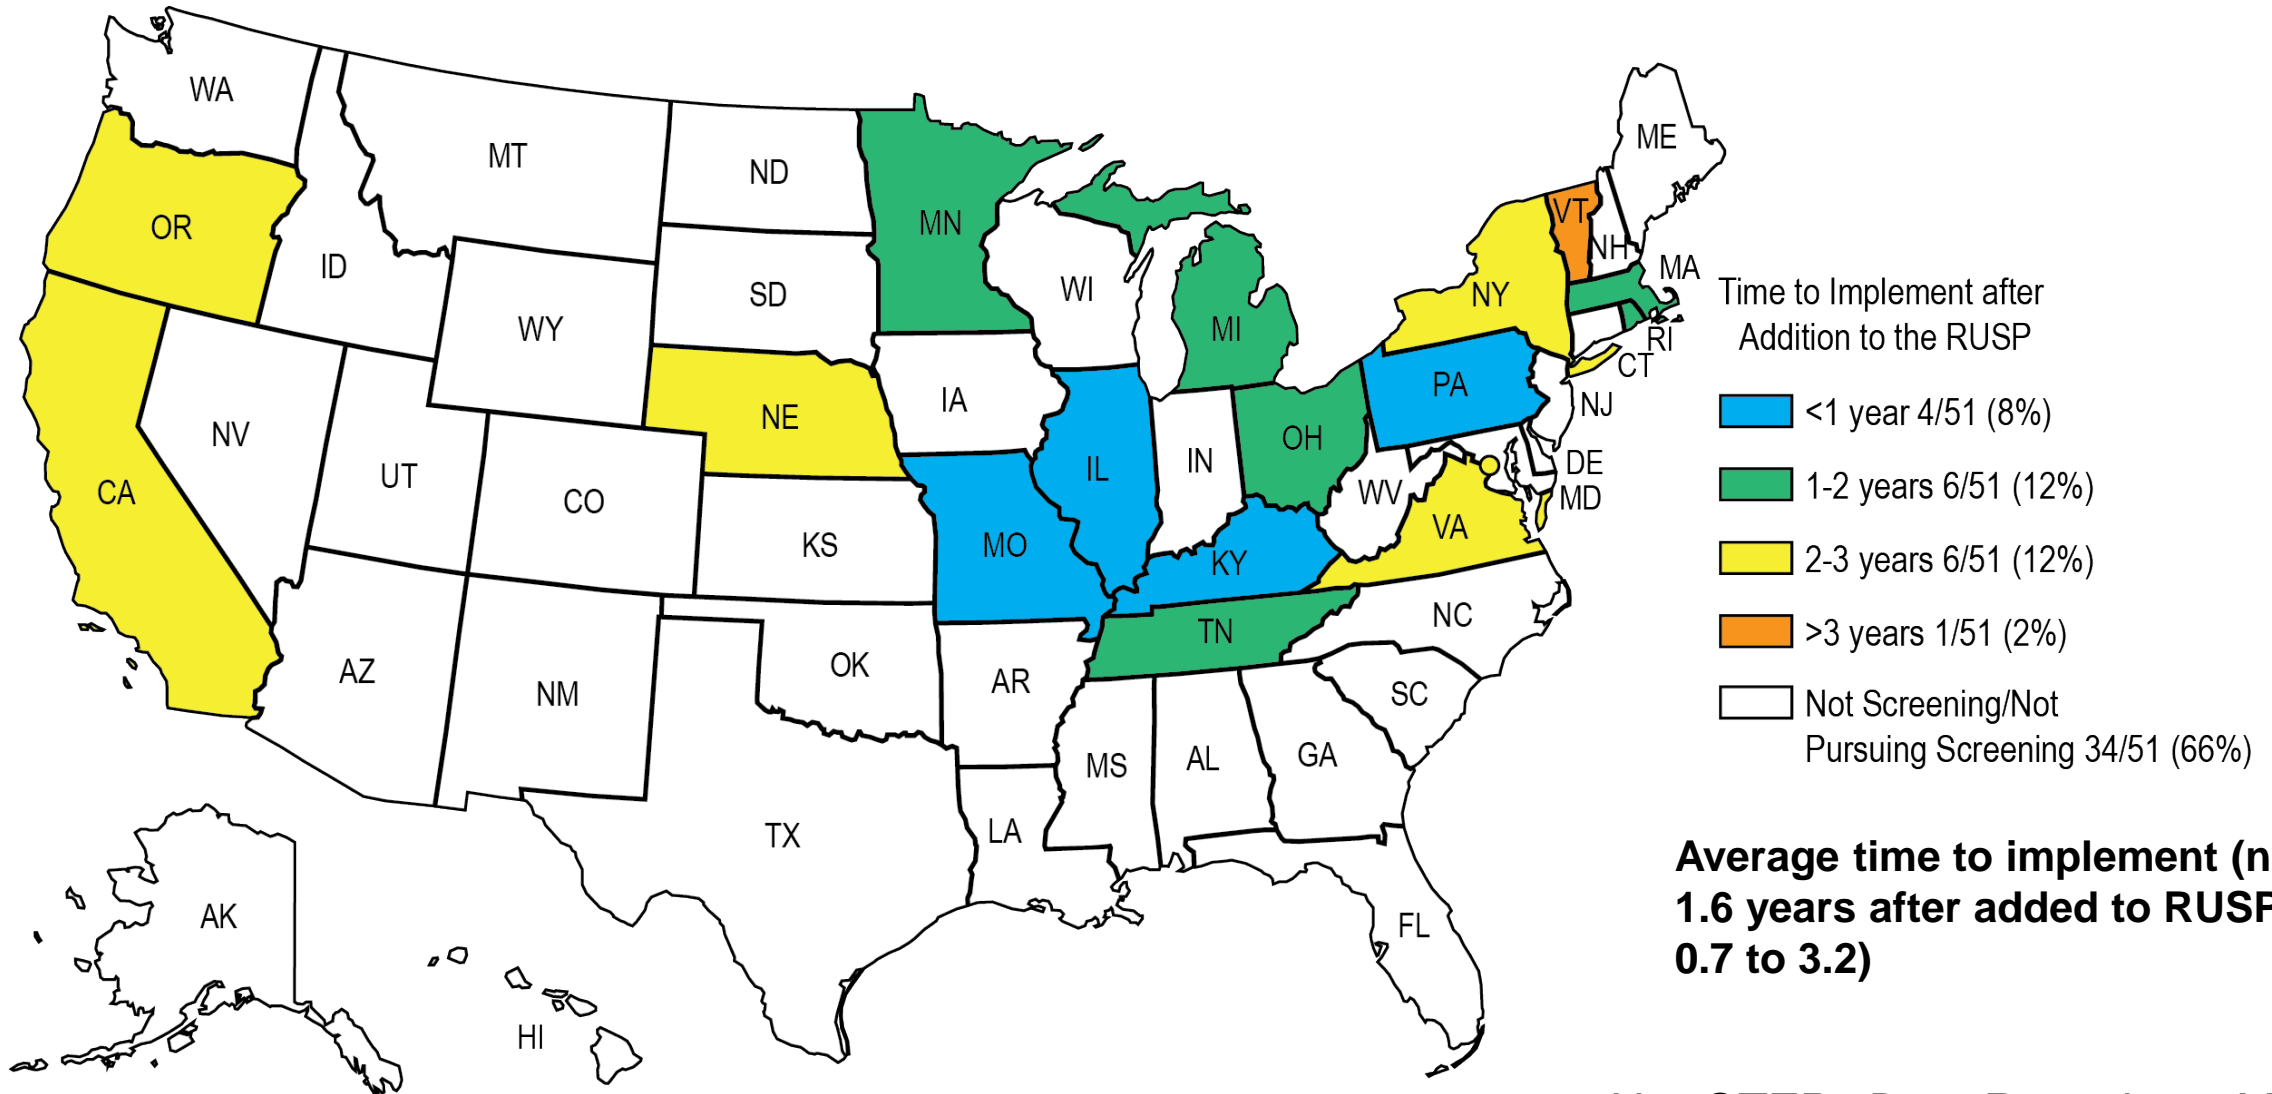 WA
MT
ND
MN
ME
OR
ID
SD
WI
MI
VT
NH
MA
NY
RI
CT
WY
NE
IA
PA
NJ
NV
UT
CO
IL
IN
OH
DE
MD
WV
VA
CA
KS
MO
KY
NC
TN
AZ
NM
OK
AR
SC
MS
AL
GA
TX
LA
AK
HI
FL
Time to Implement after
Addition to the RUSP
<1 year 4/51 (8%)
1-2 years 6/51 (12%)
2-3 years 6/51 (12%)
>3 years 1/51 (2%)
Not Screening/Not
Pursuing Screening 34/51 (66%)
Average time to implement (n
1.6 years after added to RUSP
0.7 to 3.2)